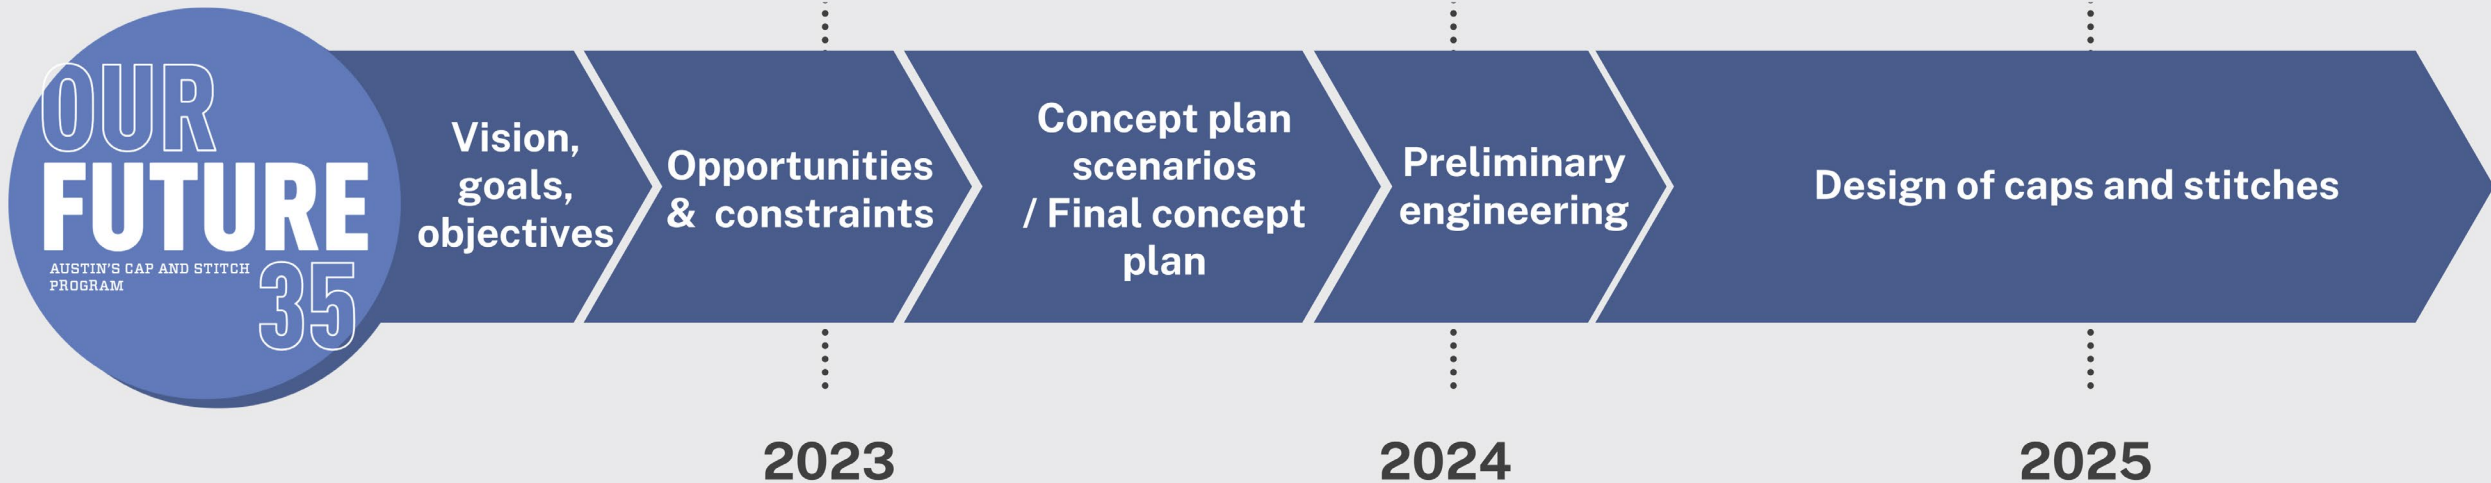 OUR
FUTURE
AUSTIN'S CAP AND STITCH
PROGRAM
35
Vision,
goals,
objectives
Opportunities
& constraints
Concept plan
scenarios
/ Final concept
plan
Preliminary
engineering
Design of caps and stitches
2023
2024
2025